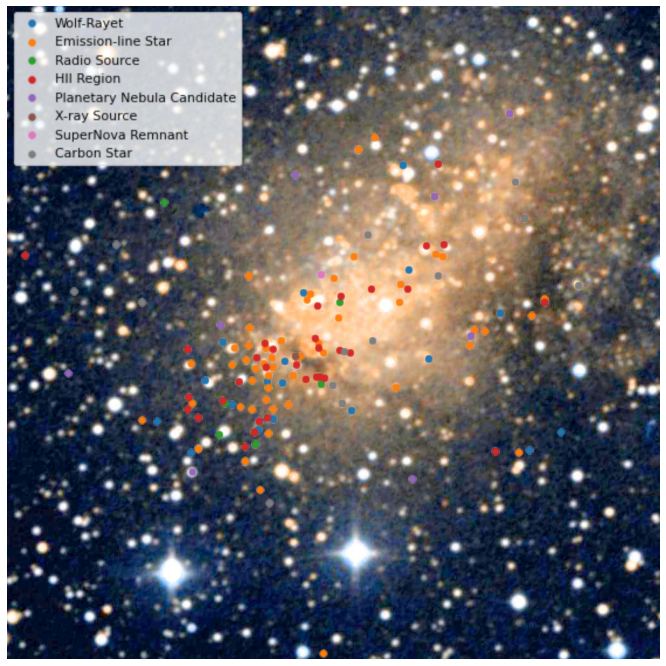 Wolf-Rayet
Emission-line Star
Radio Source
HII Region
Planetary Nebula Candidate
X-ray Source
SuperNova Remnant
Carbon Star